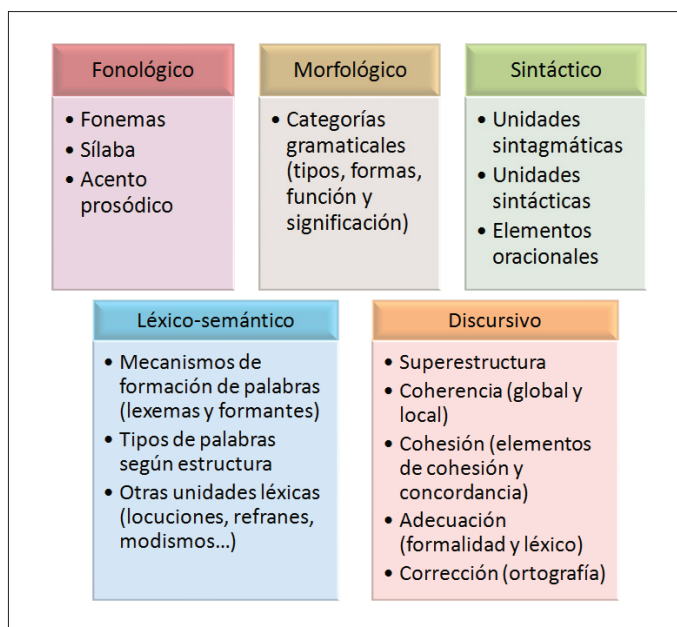 Fonológico
• Fonemas
• Sílaba
• Acento
prosódico
Morfológico
• Categorías
gramaticales
(tipos, formas,
función y
significación)
Sintáctico
• Unidades
sintagmáticas
• Unidades
sintácticas
• Elementos
oracionales
Léxico-semántico
• Mecanismos de
formación de palabras
(lexemas y formantes)
• Tipos de palabras
según estructura
• Otras unidades léxicas
(locuciones, refranes,
modismos...)
Discursivo
• Superestructura
• Coherencia (global y
local)
• Cohesión (elementos
de cohesión y
concordancia)
• Adecuación
(formalidad y léxico)
• Corrección (ortografía)